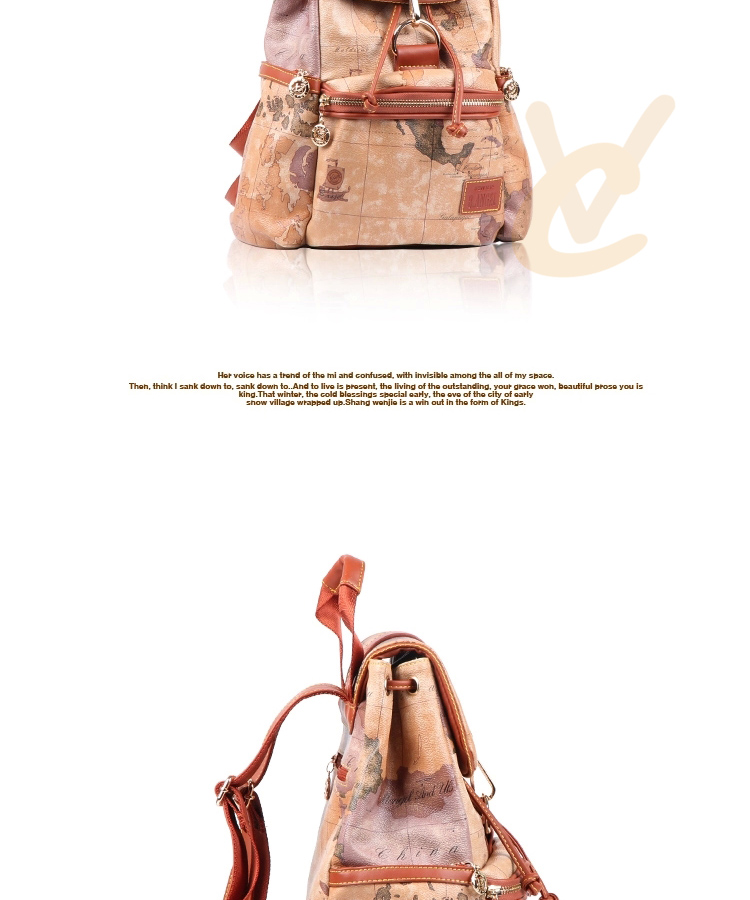 Her voice has a trend of the mi and confused, with invisible among the all of my space.
Then, think I sank down to, sank down to..And to live is present, the living of the outstanding, your grace won, beautiful prose you is
king.That winter, the cold blessings special early, the eve of the city of early
snow village wrapped up.Shang wenjie is a win out in the form of Kings.
China